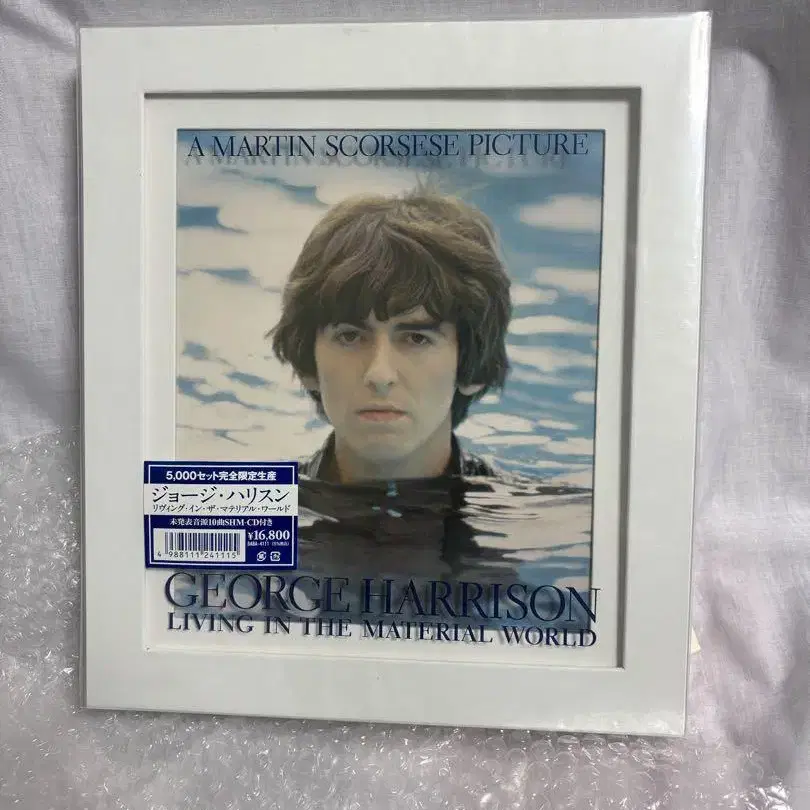 A MARTIN SCORSESE PICTURE
5,000セット完全限定生産
ジョージ・ハリスン
リヴィング・イン・ザ・マテリアル・ワールド
未発表音源10曲SHM-CD付き
¥16,800
4 988111 241115
GEORGE HARRISON
LIVING IN THE MATERIAL WORLD